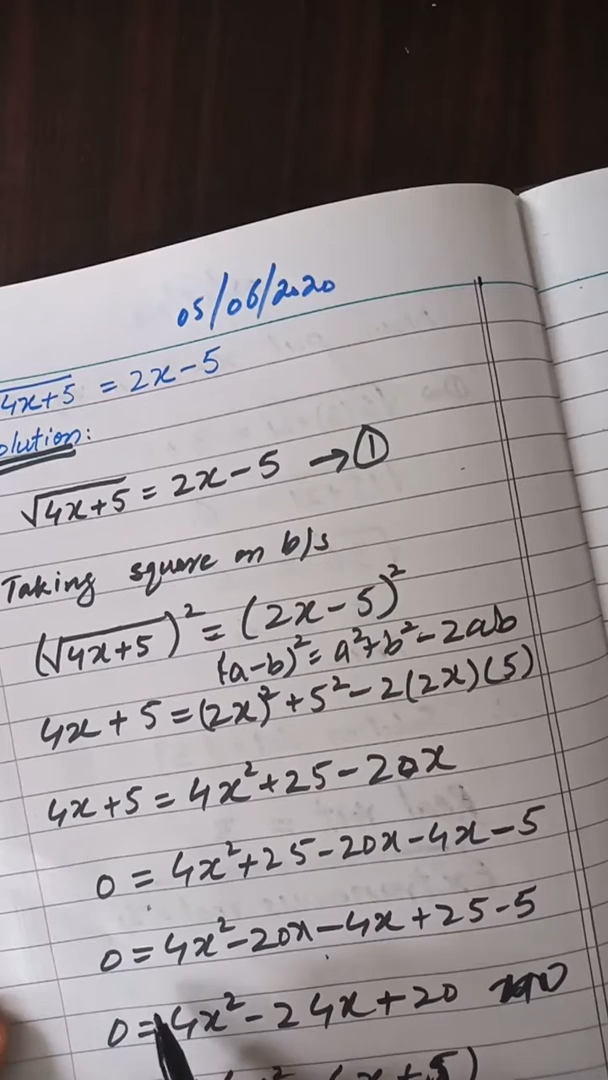 05/06/2020
√4x+5 = 2x-5
olution:
√4x+5 = 2x-5 → ①
Taking square on b/s
(√4x+5)² = (2x-5)²
(a-b)² = a²+b²-2ab
4x+5 = (2x)²+5²-2(2x)(5)
4x+5 = 4x²+25-20x
0 = 4x²+25-20x-4x-5
0 = 4x²-20x-4x+25-5
0 = 4x²-24x+20
x+5)